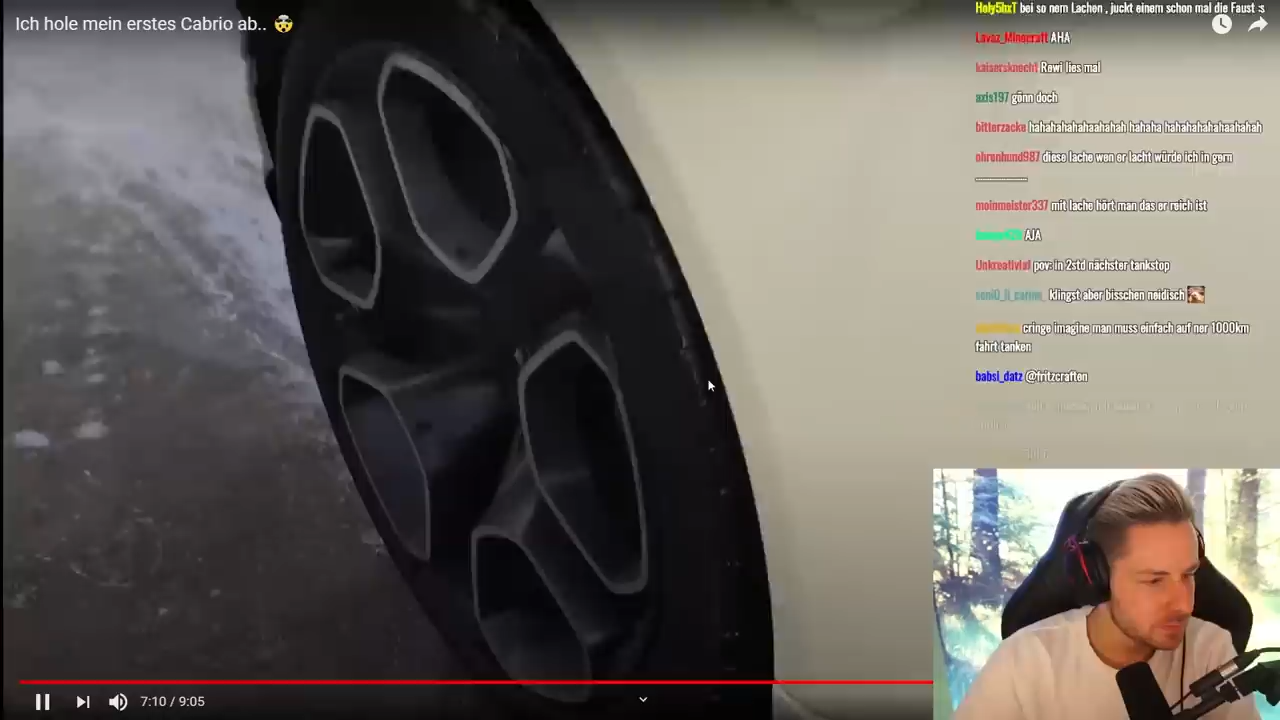 Ich hole mein erstes Cabrio ab.. 🤯
Holy5hxT bei so nem Lachen , juckt einem schon mal die Faust :s
Lavaz_Minecraft AHA
kaisersknecht Rewi lies mal
axis197 gönn doch
bitterzacke hahahahahahaahahah hahaha hahahahahahaahahah
ohrenhund987 diese lache wen er lacht würde ich in gern
moinmeister337 mit lache hört man das er reich ist
AJA
pov: in 2std nächster tankstop
klingst aber bisschen neidisch
cringe imagine man muss einfach auf ner 1000km
fahrt tanken
babsi_datz @fritzcraften
7:10 / 9:05